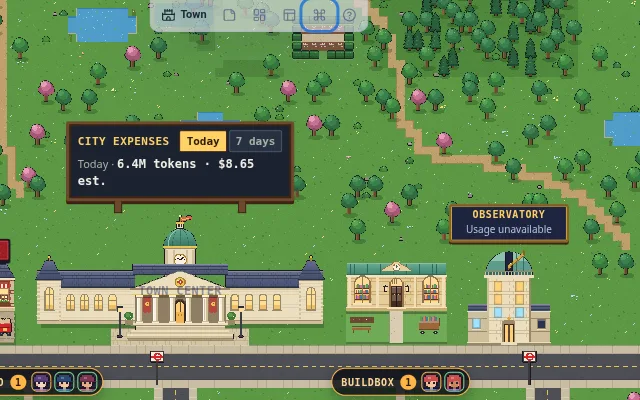 Town
CITY EXPENSES Today 7 days
Today · 6.4M tokens · $8.65
est.
OBSERVATORY
Usage unavailable
TOWN CENTER
1
BUILDBOX 1